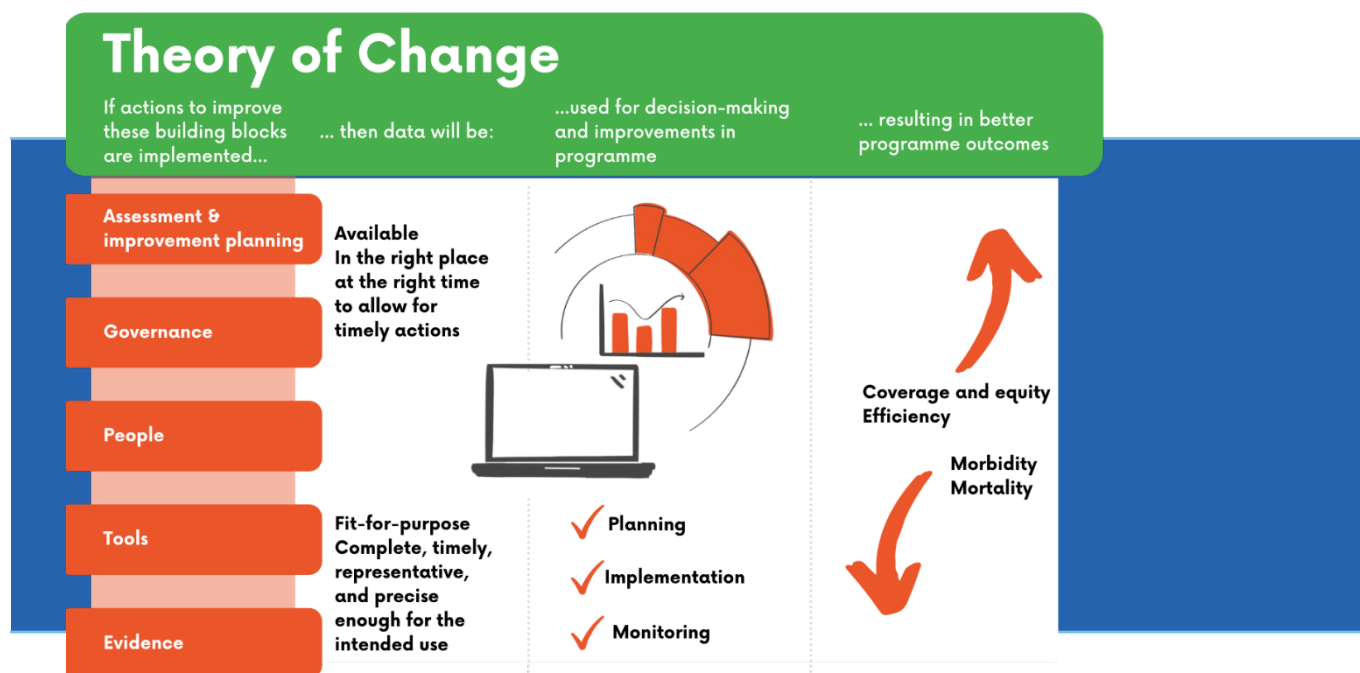 Theory of Change
If actions to improve
these building blocks
are implemented...
... then data will be:
...used for decision-making
and improvements in
programme
... resulting in better
programme outcomes
Assessment &
improvement planning
Governance
People
Tools
Evidence
Available
In the right place
at the right time
to allow for
timely actions
Fit-for-purpose
Complete, timely,
representative,
and precise
enough for the
intended use
Planning
Implementation
Monitoring
Coverage and equity
Efficiency
Morbidity
Mortality